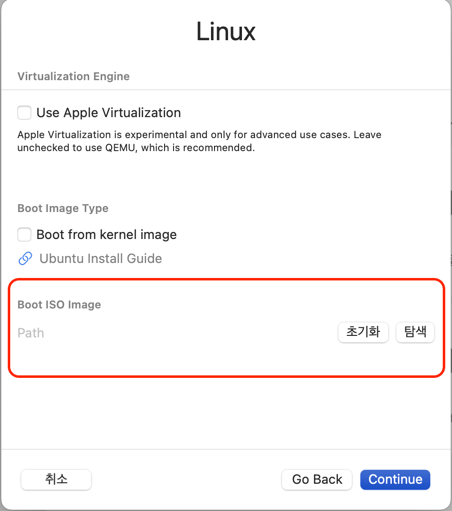 Linux
Virtualization Engine
Use Apple Virtualization
Apple Virtualization is experimental and only for advanced use cases. Leave
unchecked to use QEMU, which is recommended.
Boot Image Type
Boot from kernel image
Ubuntu Install Guide
Boot ISO Image
Path 초기화 탐색
취소 Go Back Continue